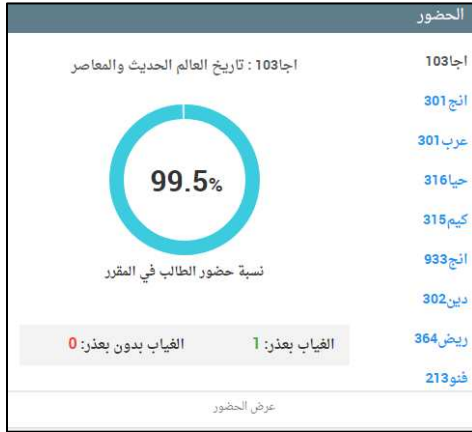 الحضور
اجا103
انج301
عرب301
حيا316
كيم315
انج933
دين302
ريض364
فنو213
اجا103 : تاريخ العالم الحديث والمعاصر
99.5%
نسبة حضور الطالب في المقرر
الغياب بعذر: 1
الغياب بدون بعذر: 0
عرض الحضور